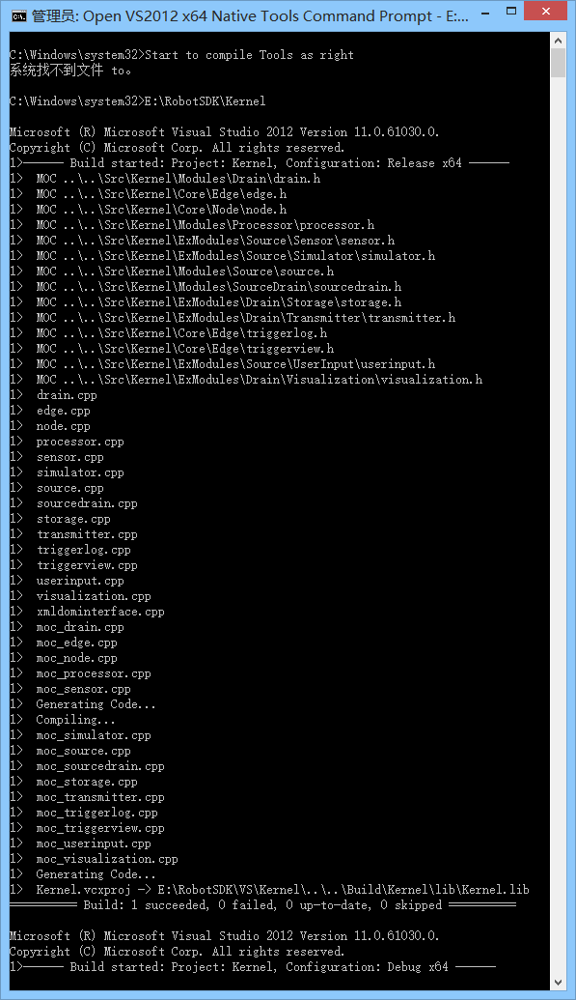 管理员: Open VS2012 x64 Native Tools Command Prompt - E:...
C:\Windows\system32>Start to compile Tools as right
系统找不到文件 to。
C:\Windows\system32>E:\RobotSDK\Kernel
Microsoft (R) Microsoft Visual Studio 2012 Version 11.0.61030.0.
Copyright (C) Microsoft Corp. All rights reserved.
1>------ Build started: Project: Kernel, Configuration: Release x64 ------
1>  MOC ..\..\Src\Kernel\Modules\Drain\drain.h
1>  MOC ..\..\Src\Kernel\Core\Edge\edge.h
1>  MOC ..\..\Src\Kernel\Core\Node\node.h
1>  MOC ..\..\Src\Kernel\Modules\Processor\processor.h
1>  MOC ..\..\Src\Kernel\ExModules\Source\Sensor\sensor.h
1>  MOC ..\..\Src\Kernel\ExModules\Source\Simulator\simulator.h
1>  MOC ..\..\Src\Kernel\Modules\Source\source.h
1>  MOC ..\..\Src\Kernel\Modules\SourceDrain\sourcedrain.h
1>  MOC ..\..\Src\Kernel\ExModules\Drain\Storage\storage.h
1>  MOC ..\..\Src\Kernel\ExModules\Drain\Transmitter\transmitter.h
1>  MOC ..\..\Src\Kernel\Core\Edge\triggerlog.h
1>  MOC ..\..\Src\Kernel\Core\Edge\triggerview.h
1>  MOC ..\..\Src\Kernel\ExModules\Source\UserInput\userinput.h
1>  MOC ..\..\Src\Kernel\ExModules\Drain\Visualization\visualization.h
1>  drain.cpp
1>  edge.cpp
1>  node.cpp
1>  processor.cpp
1>  sensor.cpp
1>  simulator.cpp
1>  source.cpp
1>  sourcedrain.cpp
1>  storage.cpp
1>  transmitter.cpp
1>  triggerlog.cpp
1>  triggerview.cpp
1>  userinput.cpp
1>  visualization.cpp
1>  xmldominterface.cpp
1>  moc_drain.cpp
1>  moc_edge.cpp
1>  moc_node.cpp
1>  moc_processor.cpp
1>  moc_sensor.cpp
1>  Generating Code...
1>  Compiling...
1>  moc_simulator.cpp
1>  moc_source.cpp
1>  moc_sourcedrain.cpp
1>  moc_storage.cpp
1>  moc_transmitter.cpp
1>  moc_triggerlog.cpp
1>  moc_triggerview.cpp
1>  moc_userinput.cpp
1>  moc_visualization.cpp
1>  Generating Code...
1>  Kernel.vcxproj -> E:\RobotSDK\VS\Kernel\..\..\Build\Kernel\lib\Kernel.lib
========== Build: 1 succeeded, 0 failed, 0 up-to-date, 0 skipped ==========
Microsoft (R) Microsoft Visual Studio 2012 Version 11.0.61030.0.
Copyright (C) Microsoft Corp. All rights reserved.
1>------ Build started: Project: Kernel, Configuration: Debug x64 ------